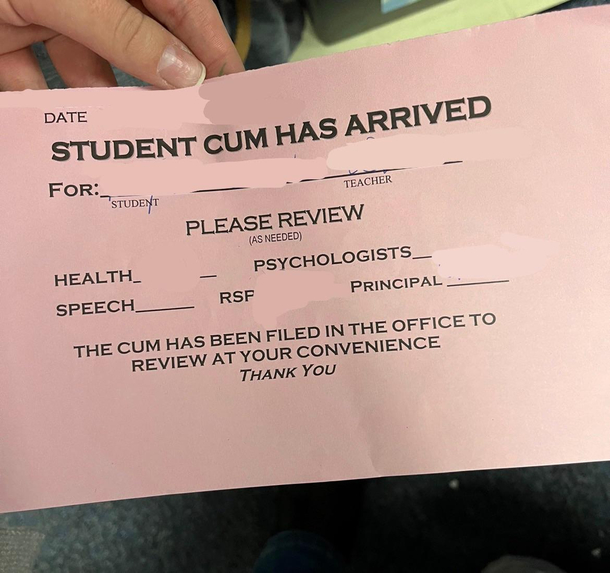 DATE
STUDENT CUM HAS ARRIVED
FOR:
STUDENT TEACHER
PLEASE REVIEW
(AS NEEDED)
HEALTH PSYCHOLOGISTS
SPEECH RSP PRINCIPAL
THE CUM HAS BEEN FILED IN THE OFFICE TO
REVIEW AT YOUR CONVENIENCE
THANK YOU